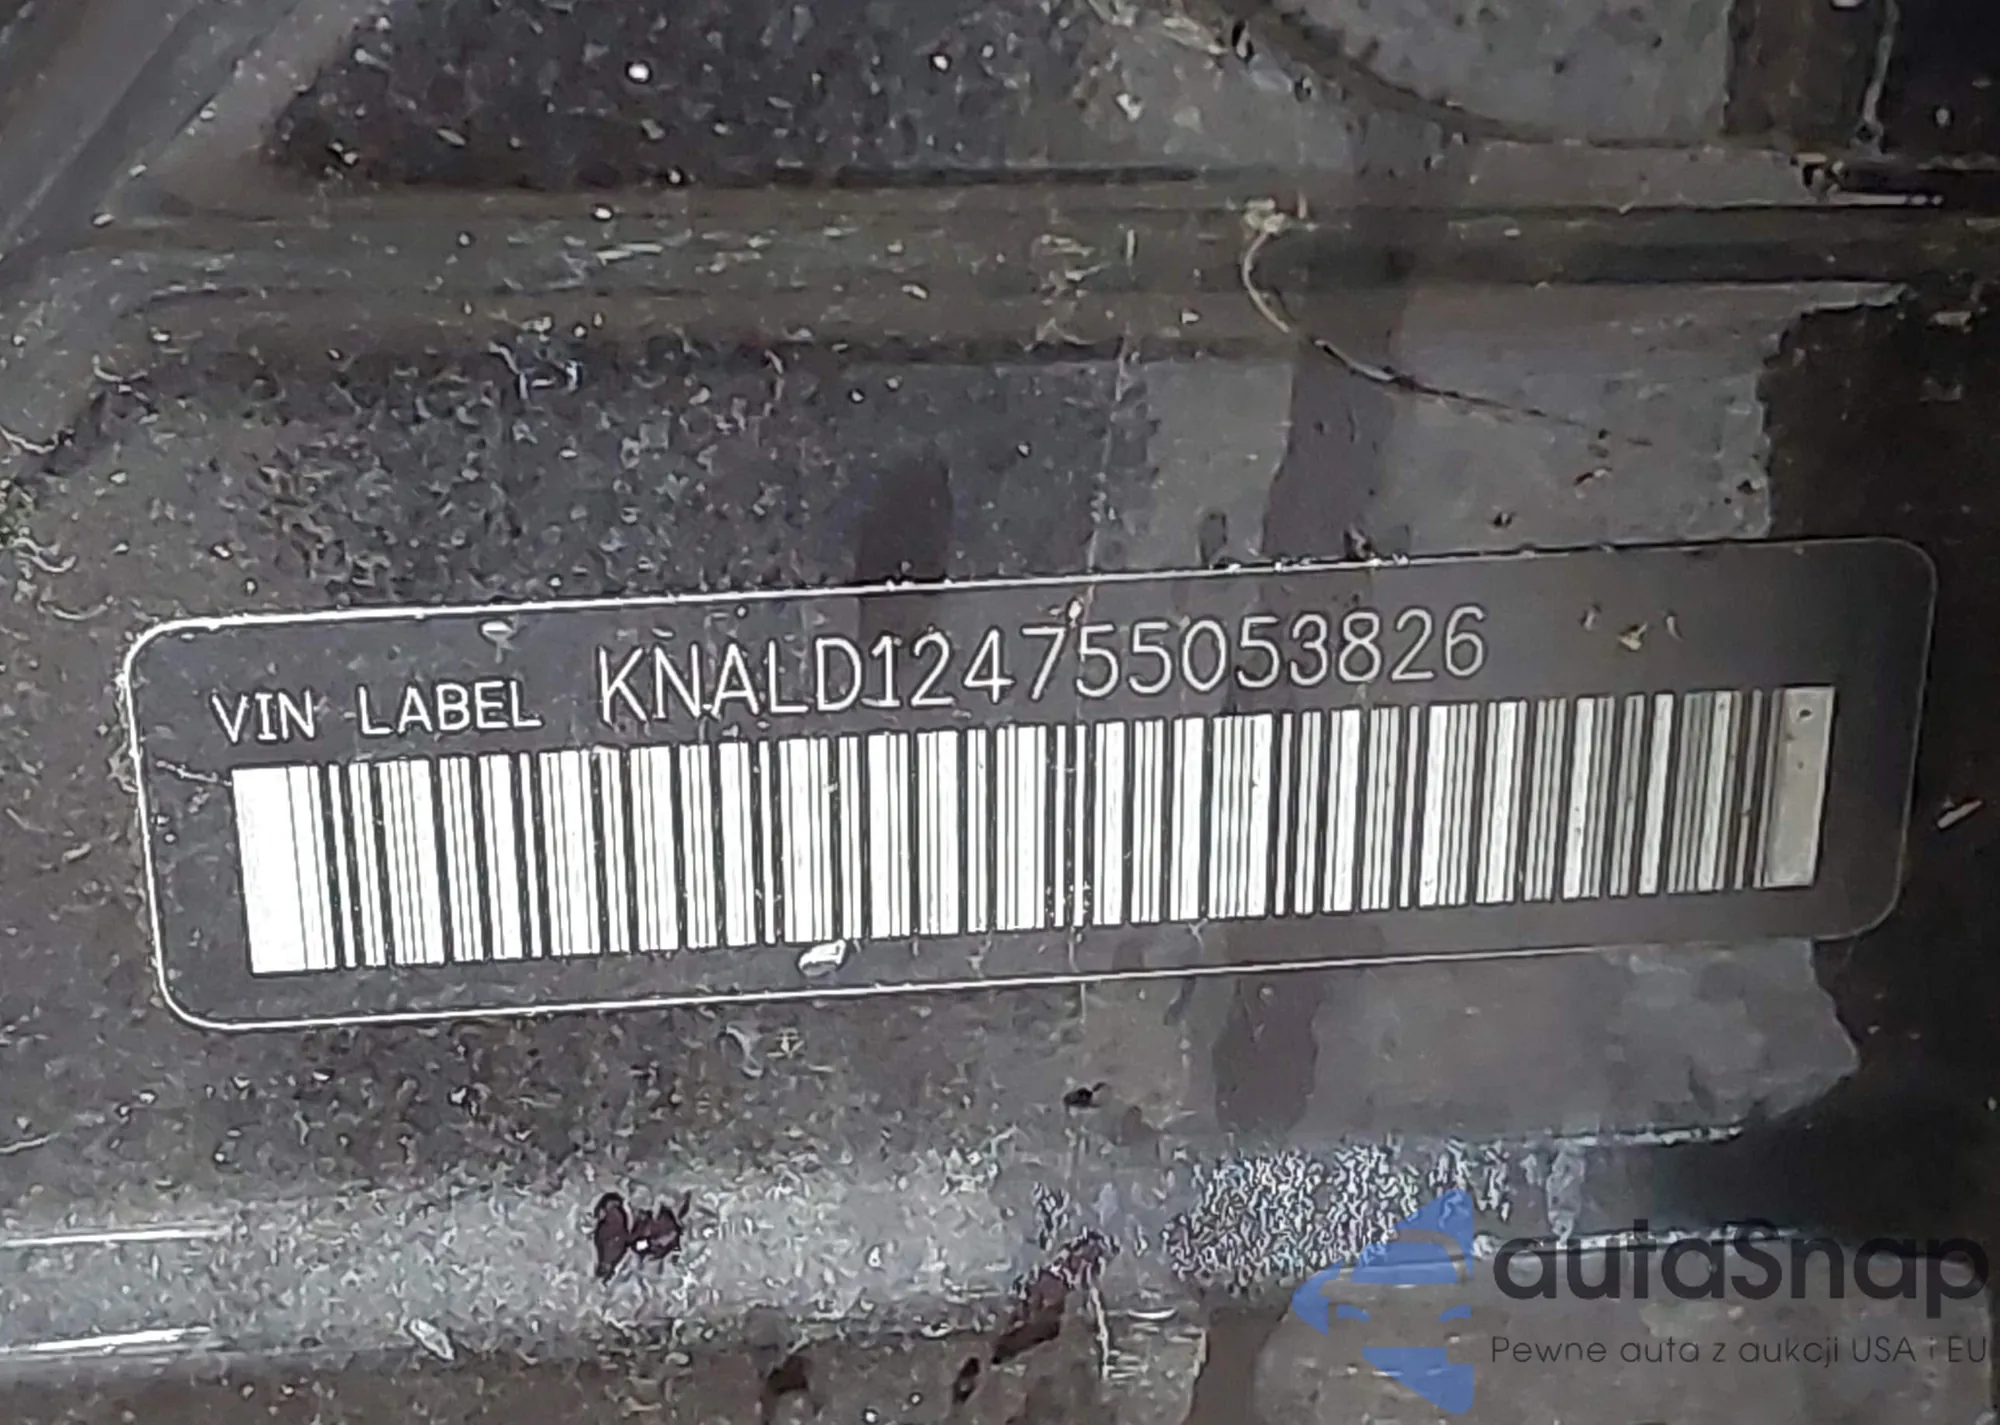 VIN LABEL KNALD124755053826
autaSnap
Pewne auta z aukcji USA i EU